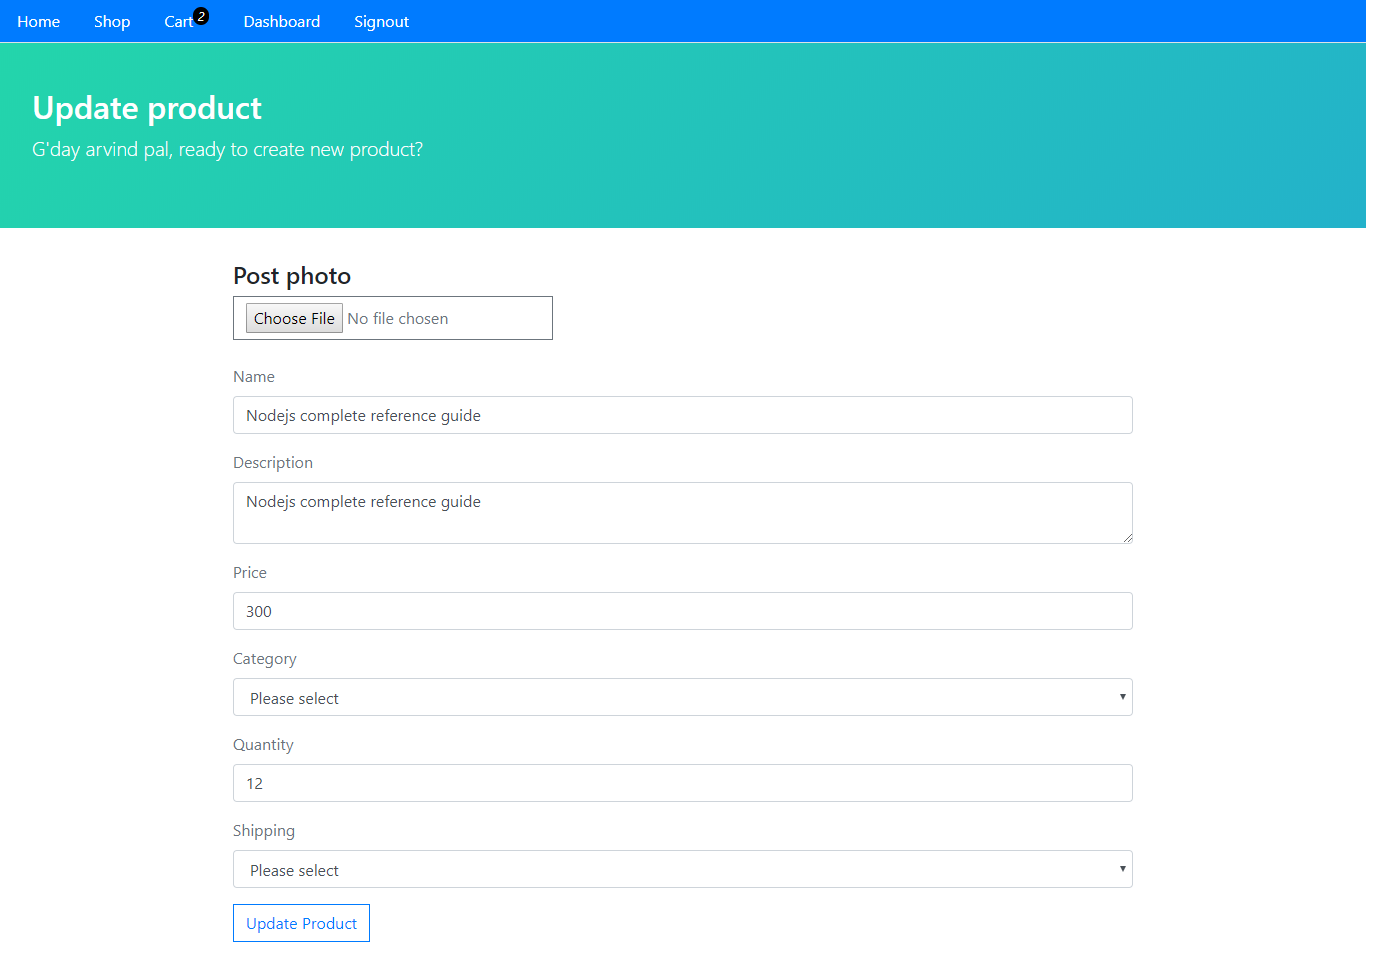 Home Shop Cart 2 Dashboard Signout
Update product
G'day arvind pal, ready to create new product?
Post photo
Choose File No file chosen
Name
Nodejs complete reference guide
Description
Nodejs complete reference guide
Price
300
Category
Please select
Quantity
12
Shipping
Please select
Update Product